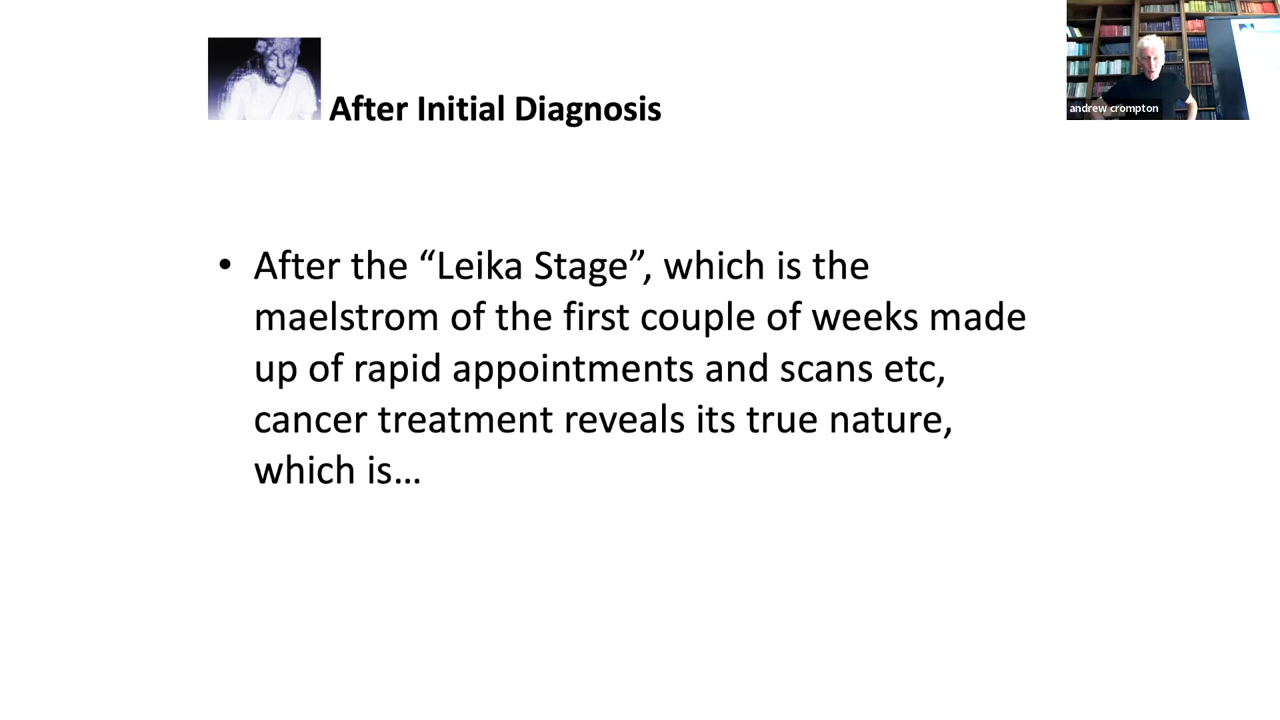 After Initial Diagnosis
andrew crompton
• After the “Leika Stage”, which is the
maelstrom of the first couple of weeks made
up of rapid appointments and scans etc,
cancer treatment reveals its true nature,
which is…